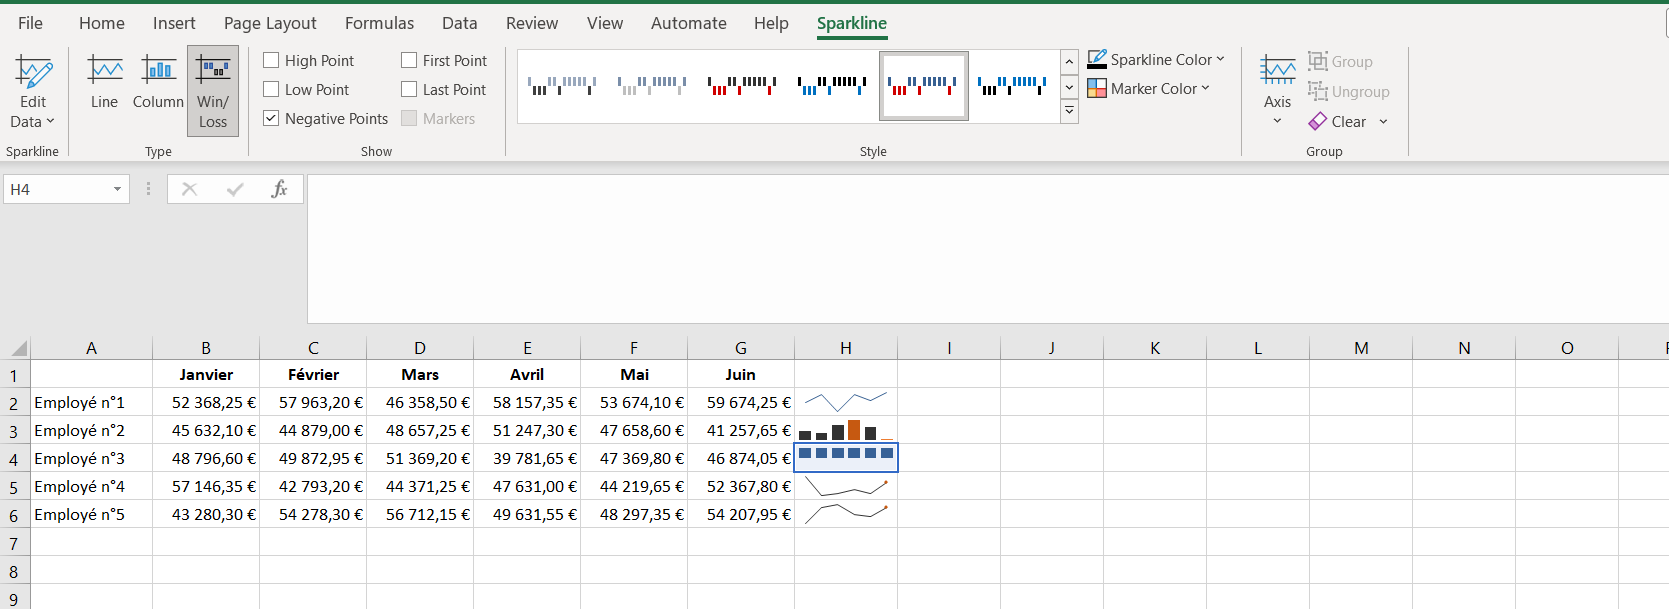 File Home Insert Page Layout Formulas Data Review View Automate Help Sparkline
Edit Data
Line
Column
Win/ Loss
High Point
First Point
Low Point
Last Point
Negative Points
Markers
Sparkline Color
Marker Color
Axis
Group
Ungroup
Clear
Sparkline Type Show Style Group
H4 fx
A B C D E F G H I J K L M N O
1 Janvier Février Mars Avril Mai Juin
2 Employé n°1 52 368,25 € 57 963,20 € 46 358,50 € 58 157,35 € 53 674,10 € 59 674,25 €
3 Employé n°2 45 632,10 € 44 879,00 € 48 657,25 € 51 247,30 € 47 658,60 € 41 257,65 €
4 Employé n°3 48 796,60 € 49 872,95 € 51 369,20 € 39 781,65 € 47 369,80 € 46 874,05 €
5 Employé n°4 57 146,35 € 42 793,20 € 44 371,25 € 47 631,00 € 44 219,65 € 52 367,80 €
6 Employé n°5 43 280,30 € 54 278,30 € 56 712,15 € 49 631,55 € 48 297,35 € 54 207,95 €
7
8
9